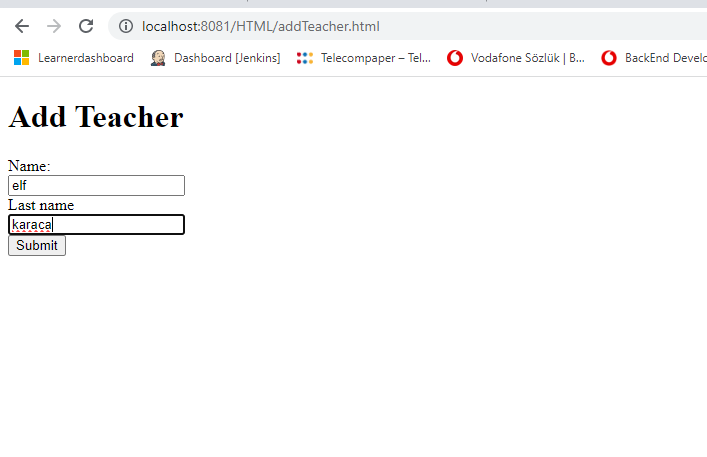 localhost:8081/HTML/addTeacher.html
Learnerdashboard Dashboard [Jenkins] Telecompaper – Tel... Vodafone Sözlük | B... BackEnd Develo
Add Teacher
Name:
elf
Last name
karaca
Submit